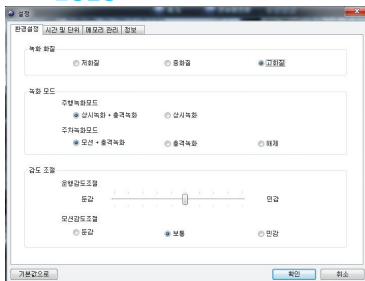 설정
환경설정 시간 및 단위 메모리 관리 정보
녹화 화질
저화질 중화질 고화질
녹화 모드
주행녹화모드
상시녹화 + 충격녹화 상시녹화
주차녹화모드
모션 + 충격녹화 충격녹화 해제
감도 조절
운행감도조절
둔감 민감
모션감도조절
둔감 보통 민감
기본값으로 확인 취소